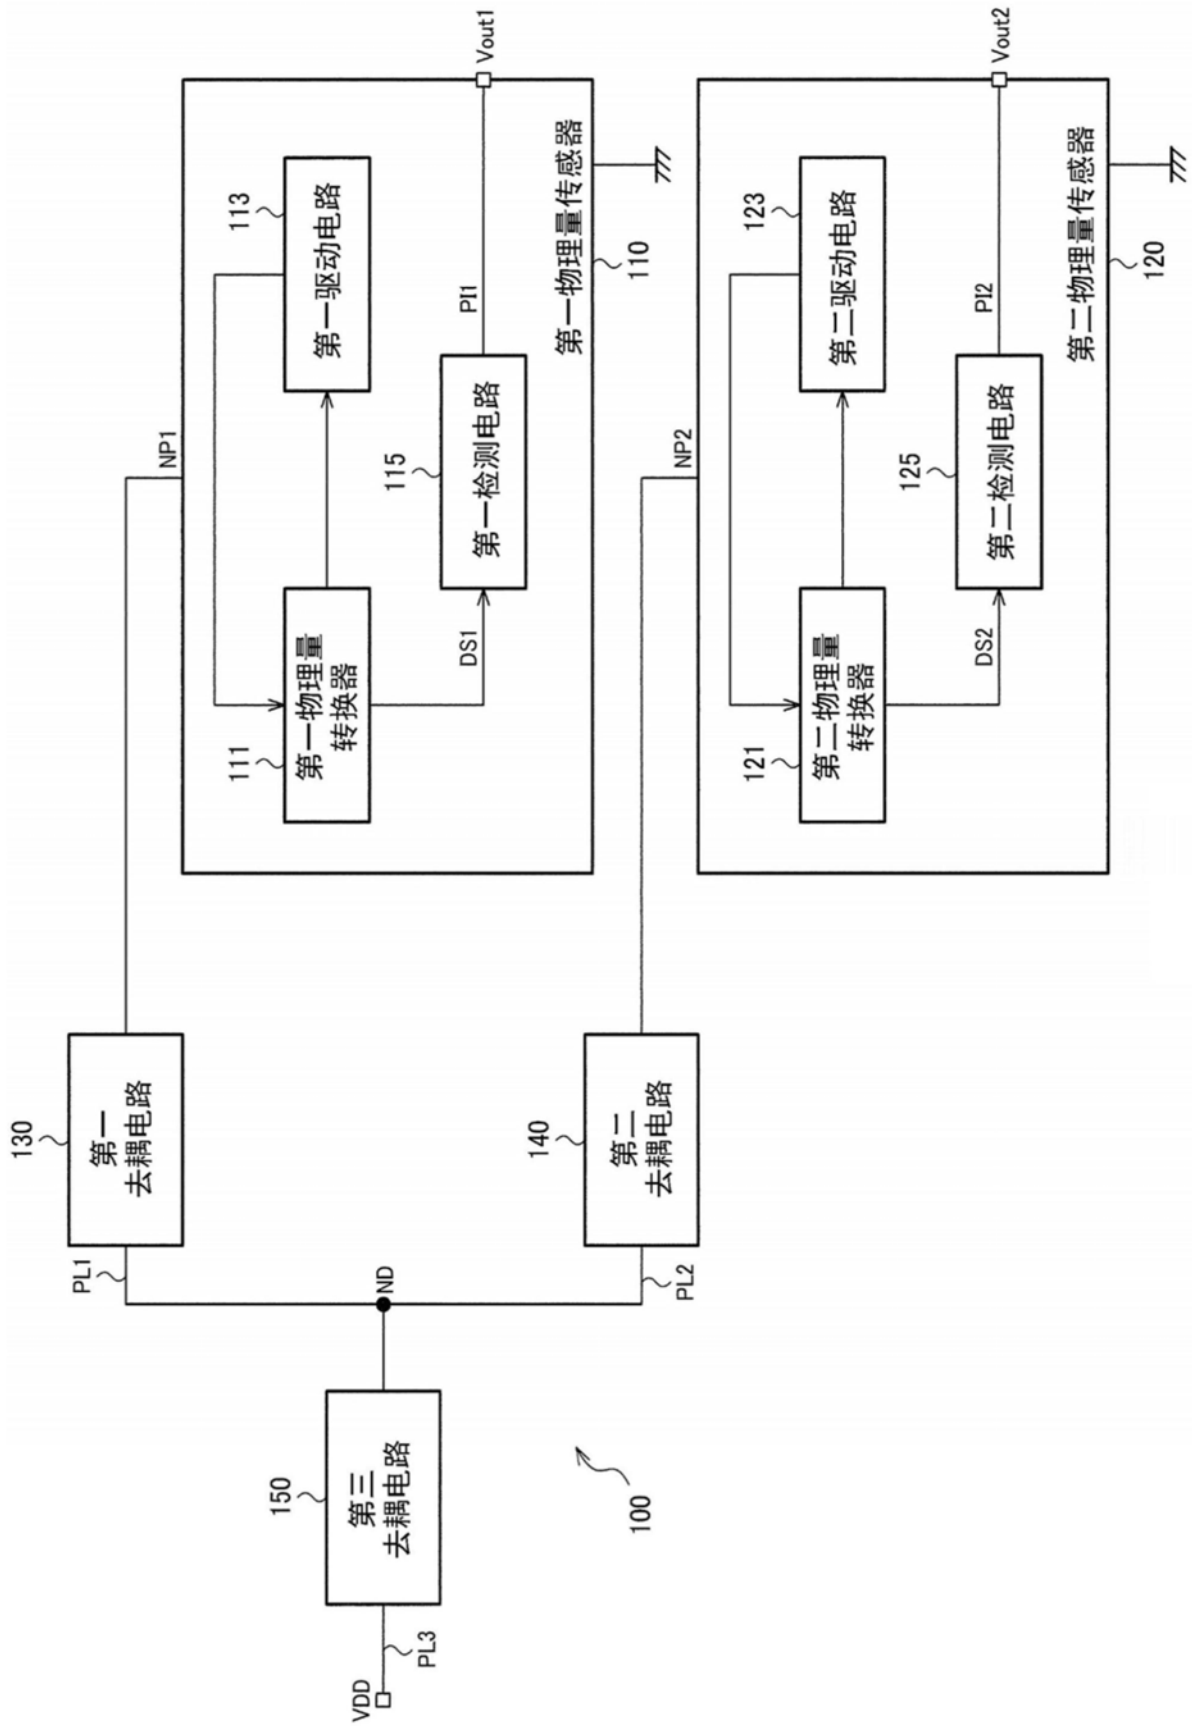 VDD
PL3
150
第三
去耦电路
100
ND
PL1
130
第一
去耦电路
PL2
140
第二
去耦电路
NP1
111
第一物理量
转换器
113
第一驱动电路
DS1
115
第一检测电路
PI1
Vout1
第一物理量传感器
110
NP2
121
第二物理量
转换器
123
第二驱动电路
DS2
125
第二检测电路
PI2
Vout2
第二物理量传感器
120